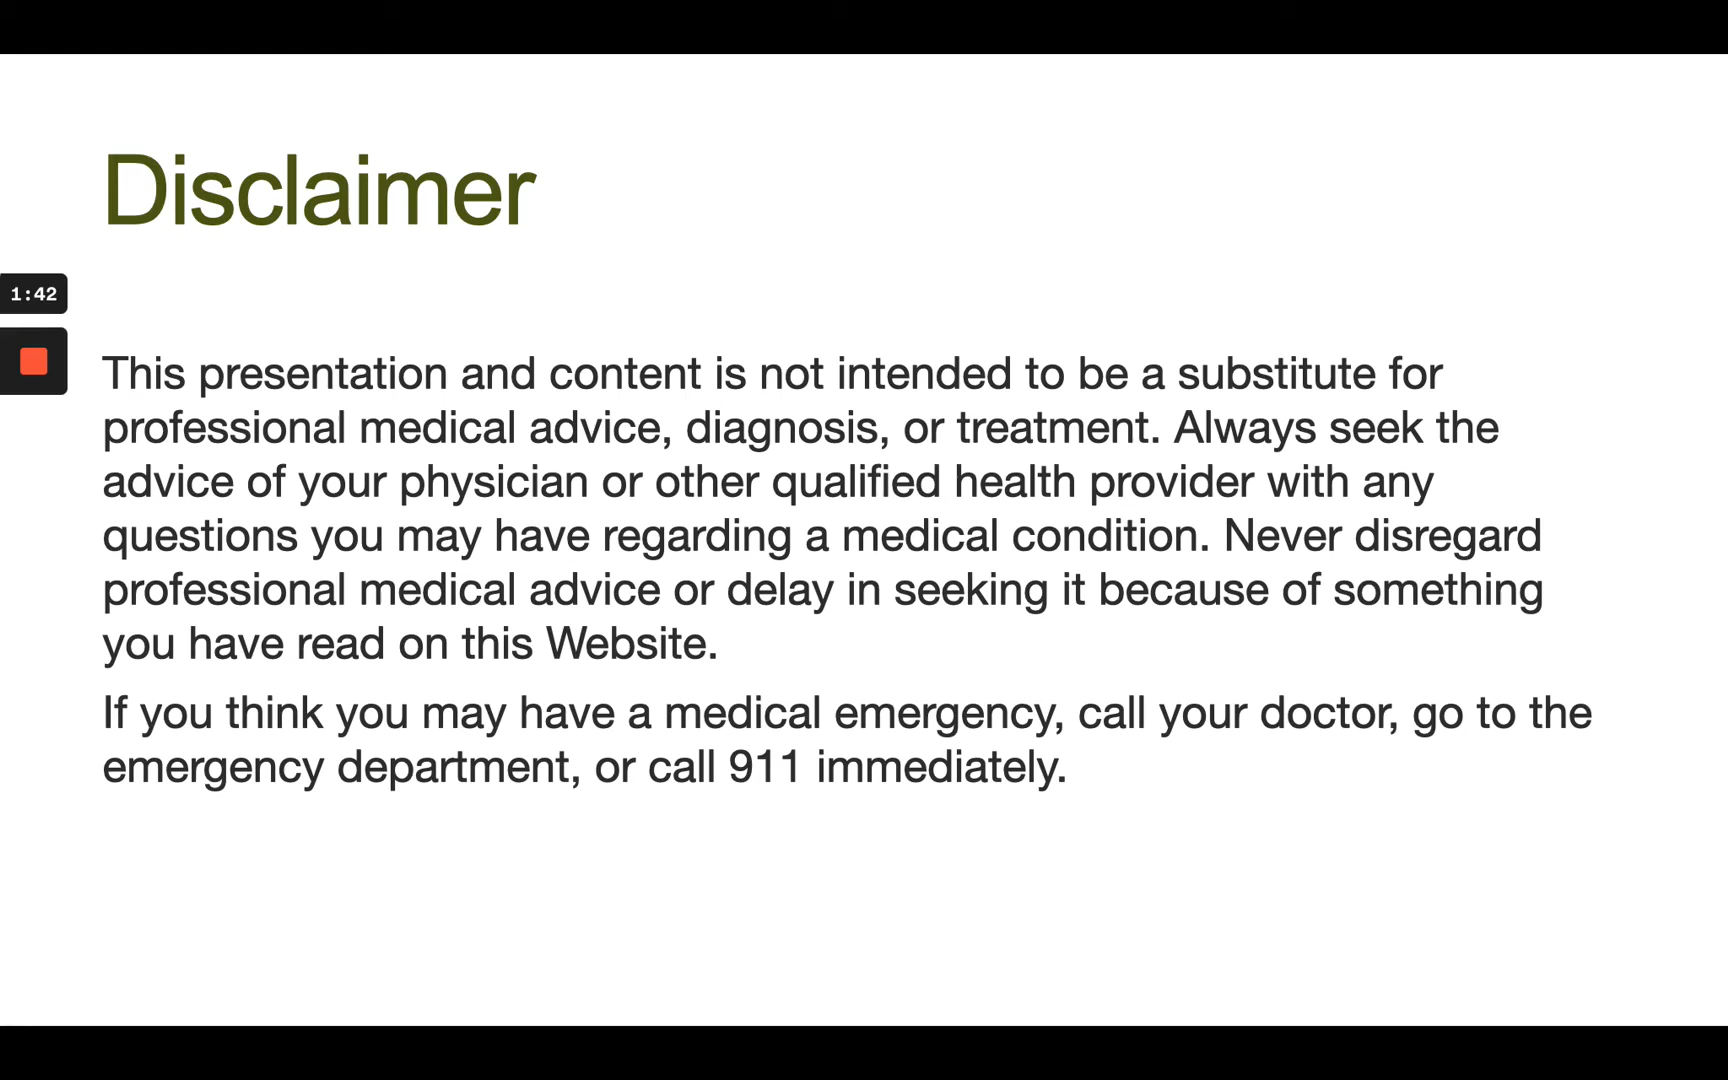 Disclaimer
1:42
This presentation and content is not intended to be a substitute for
professional medical advice, diagnosis, or treatment. Always seek the
advice of your physician or other qualified health provider with any
questions you may have regarding a medical condition. Never disregard
professional medical advice or delay in seeking it because of something
you have read on this Website.
If you think you may have a medical emergency, call your doctor, go to the
emergency department, or call 911 immediately.